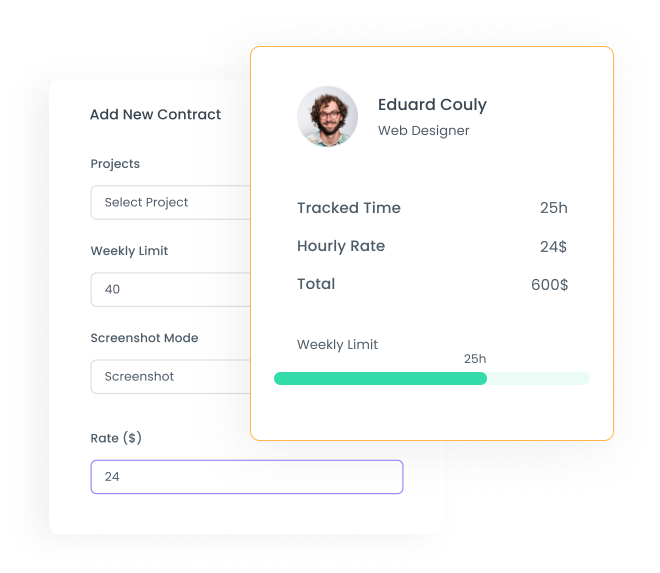 Add New Contract
Projects
Select Project
Weekly Limit
40
Screenshot Mode
Screenshot
Rate ($)
24
Eduard Couly
Web Designer
Tracked Time 25h
Hourly Rate 24$
Total 600$
Weekly Limit
25h